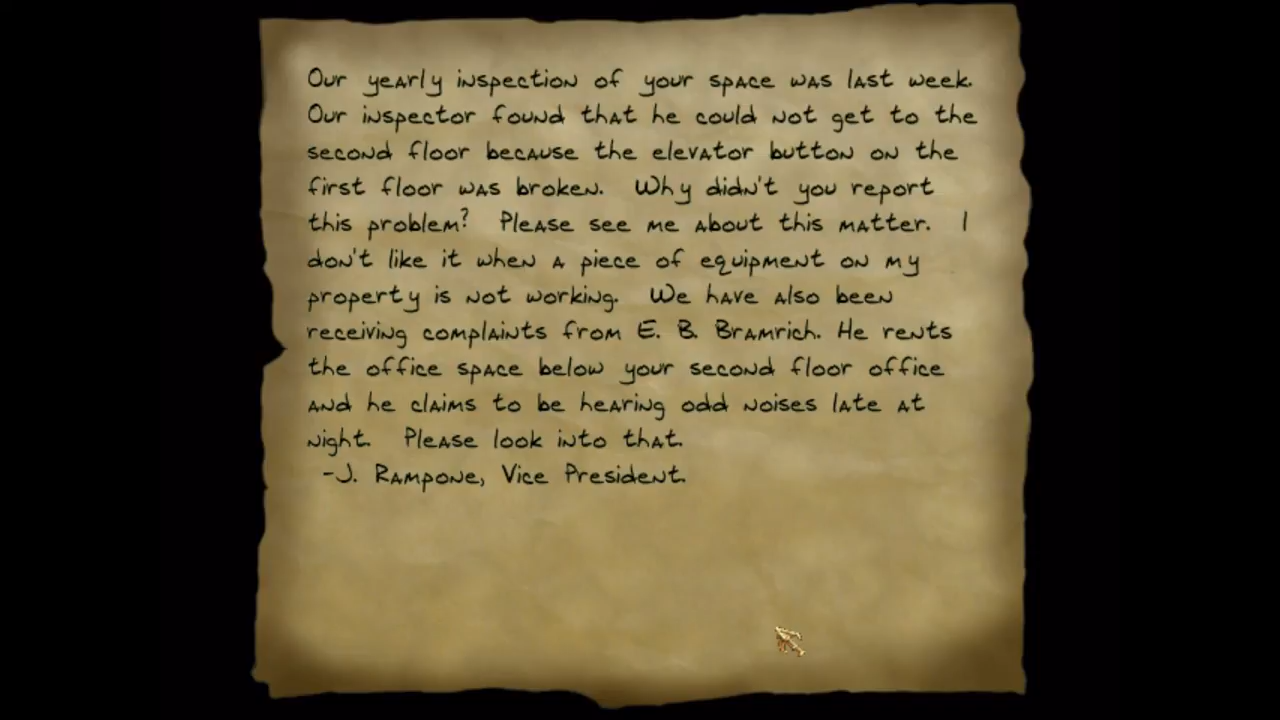 Our yearly inspection of your space was last week.
Our inspector found that he could not get to the
second floor because the elevator button on the
first floor was broken. Why didn't you report
this problem? Please see me about this matter. I
don't like it when a piece of equipment on my
property is not working. We have also been
receiving complaints from E. B. Bramrich. He rents
the office space below your second floor office
and he claims to be hearing odd noises late at
night. Please look into that.
-J. Rampone, Vice President.